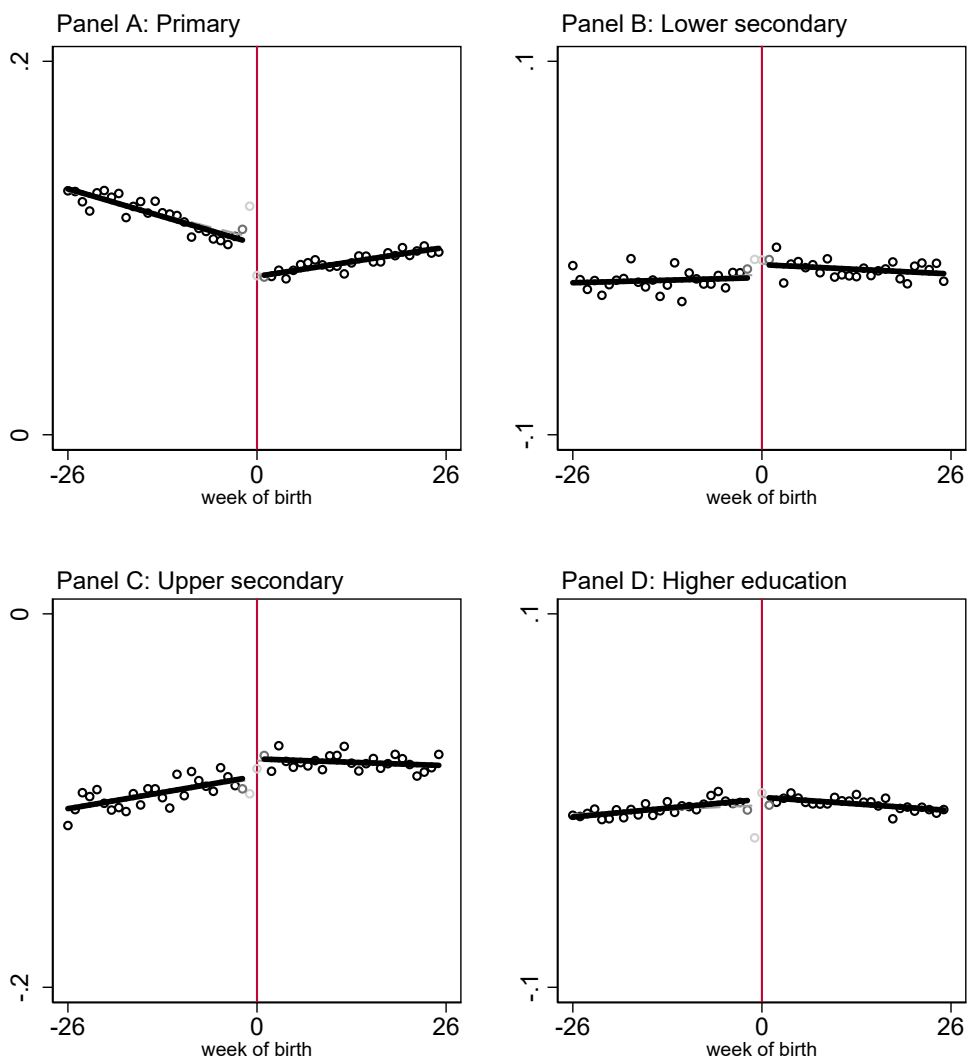 Panel A: Primary
.2
0
-26 0 26
week of birth
Panel B: Lower secondary
.1
-.1
-26 0 26
week of birth
Panel C: Upper secondary
0
-.2
-26 0 26
week of birth
Panel D: Higher education
.1
-.1
-26 0 26
week of birth